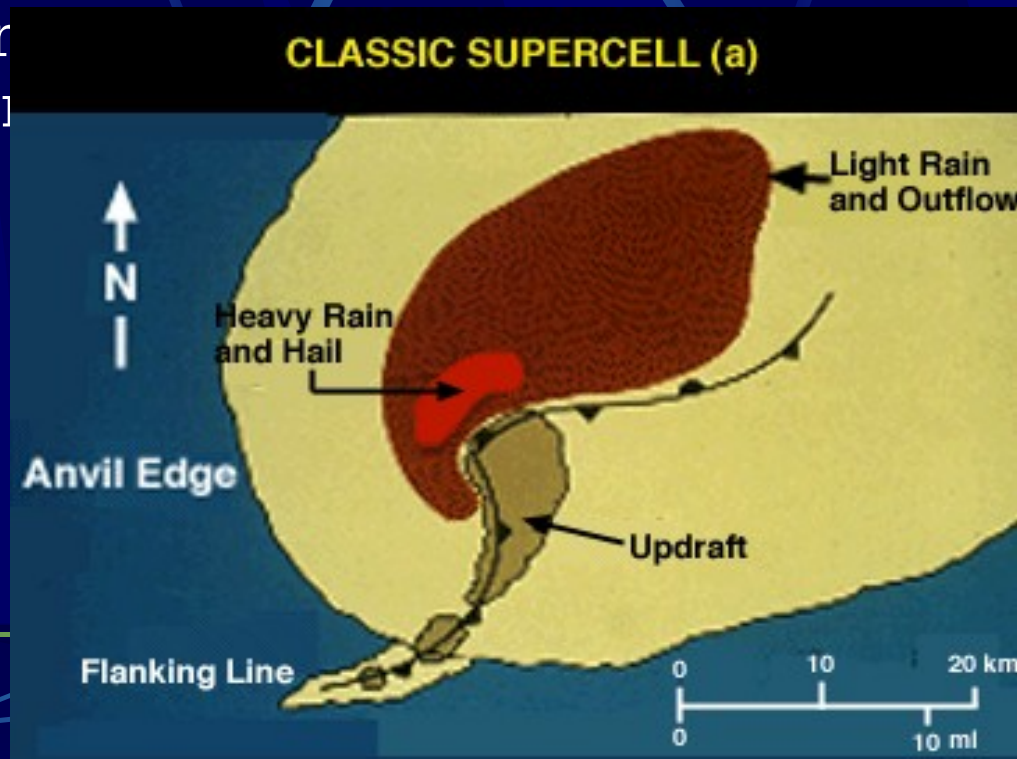 CLASSIC SUPERCELL (a)
Light Rain
and Outflow
N
Heavy Rain
and Hail
Anvil Edge
Updraft
Flanking Line
0 10 20 km
0 10 mi